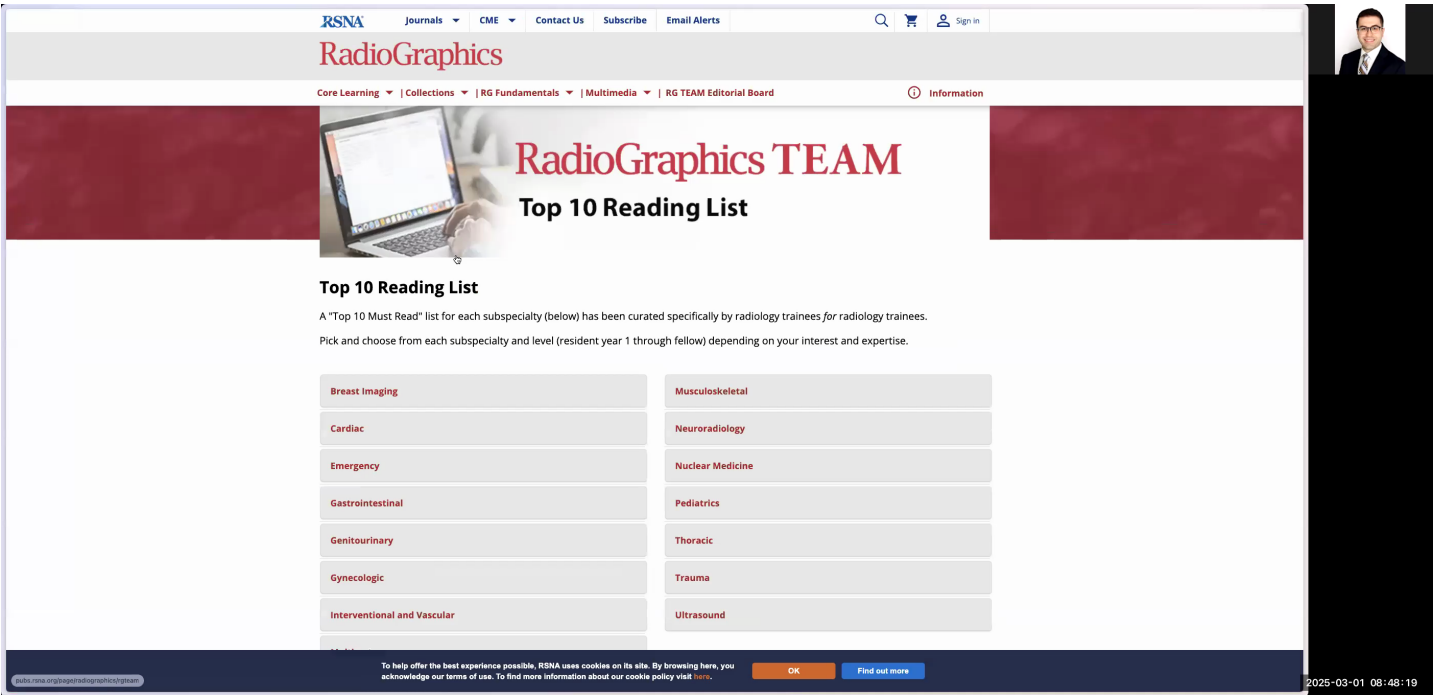 RSNA Journals CME Contact Us Subscribe Email Alerts Sign in
RadioGraphics
Core Learning | Collections | RG Fundamentals | Multimedia | RG TEAM Editorial Board Information
RadioGraphics TEAM
Top 10 Reading List
Top 10 Reading List
A "Top 10 Must Read" list for each subspecialty (below) has been curated specifically by radiology trainees for radiology trainees.
Pick and choose from each subspecialty and level (resident year 1 through fellow) depending on your interest and expertise.
Breast Imaging
Cardiac
Emergency
Gastrointestinal
Genitourinary
Gynecologic
Interventional and Vascular
Musculoskeletal
Neuroradiology
Nuclear Medicine
Pediatrics
Thoracic
Trauma
Ultrasound
To help offer the best experience possible, RSNA uses cookies on its site. By browsing here, you
acknowledge our terms of use. To find more information about our cookie policy visit here.
OK
Find out more
pubs.rsna.org/page/radiographics/rgteam
2025-03-01 08:48:19